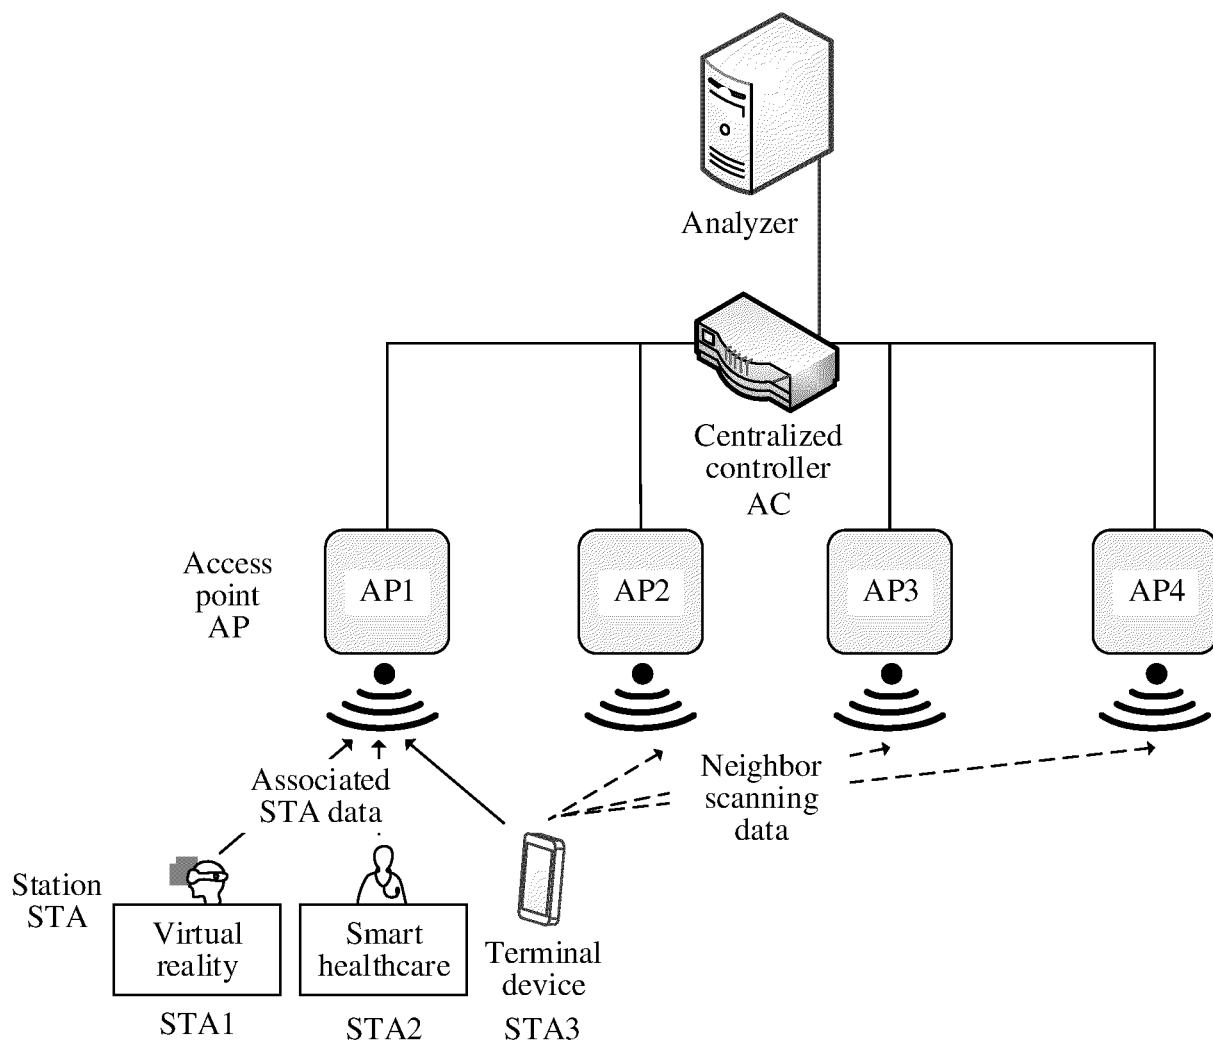 Analyzer
Centralized
controller
AC
Access
point
AP
AP1
AP2
AP3
AP4
Associated
STA data
Neighbor
scanning
data
Station
STA
Virtual
reality
Smart
healthcare
Terminal
device
STA1
STA2
STA3